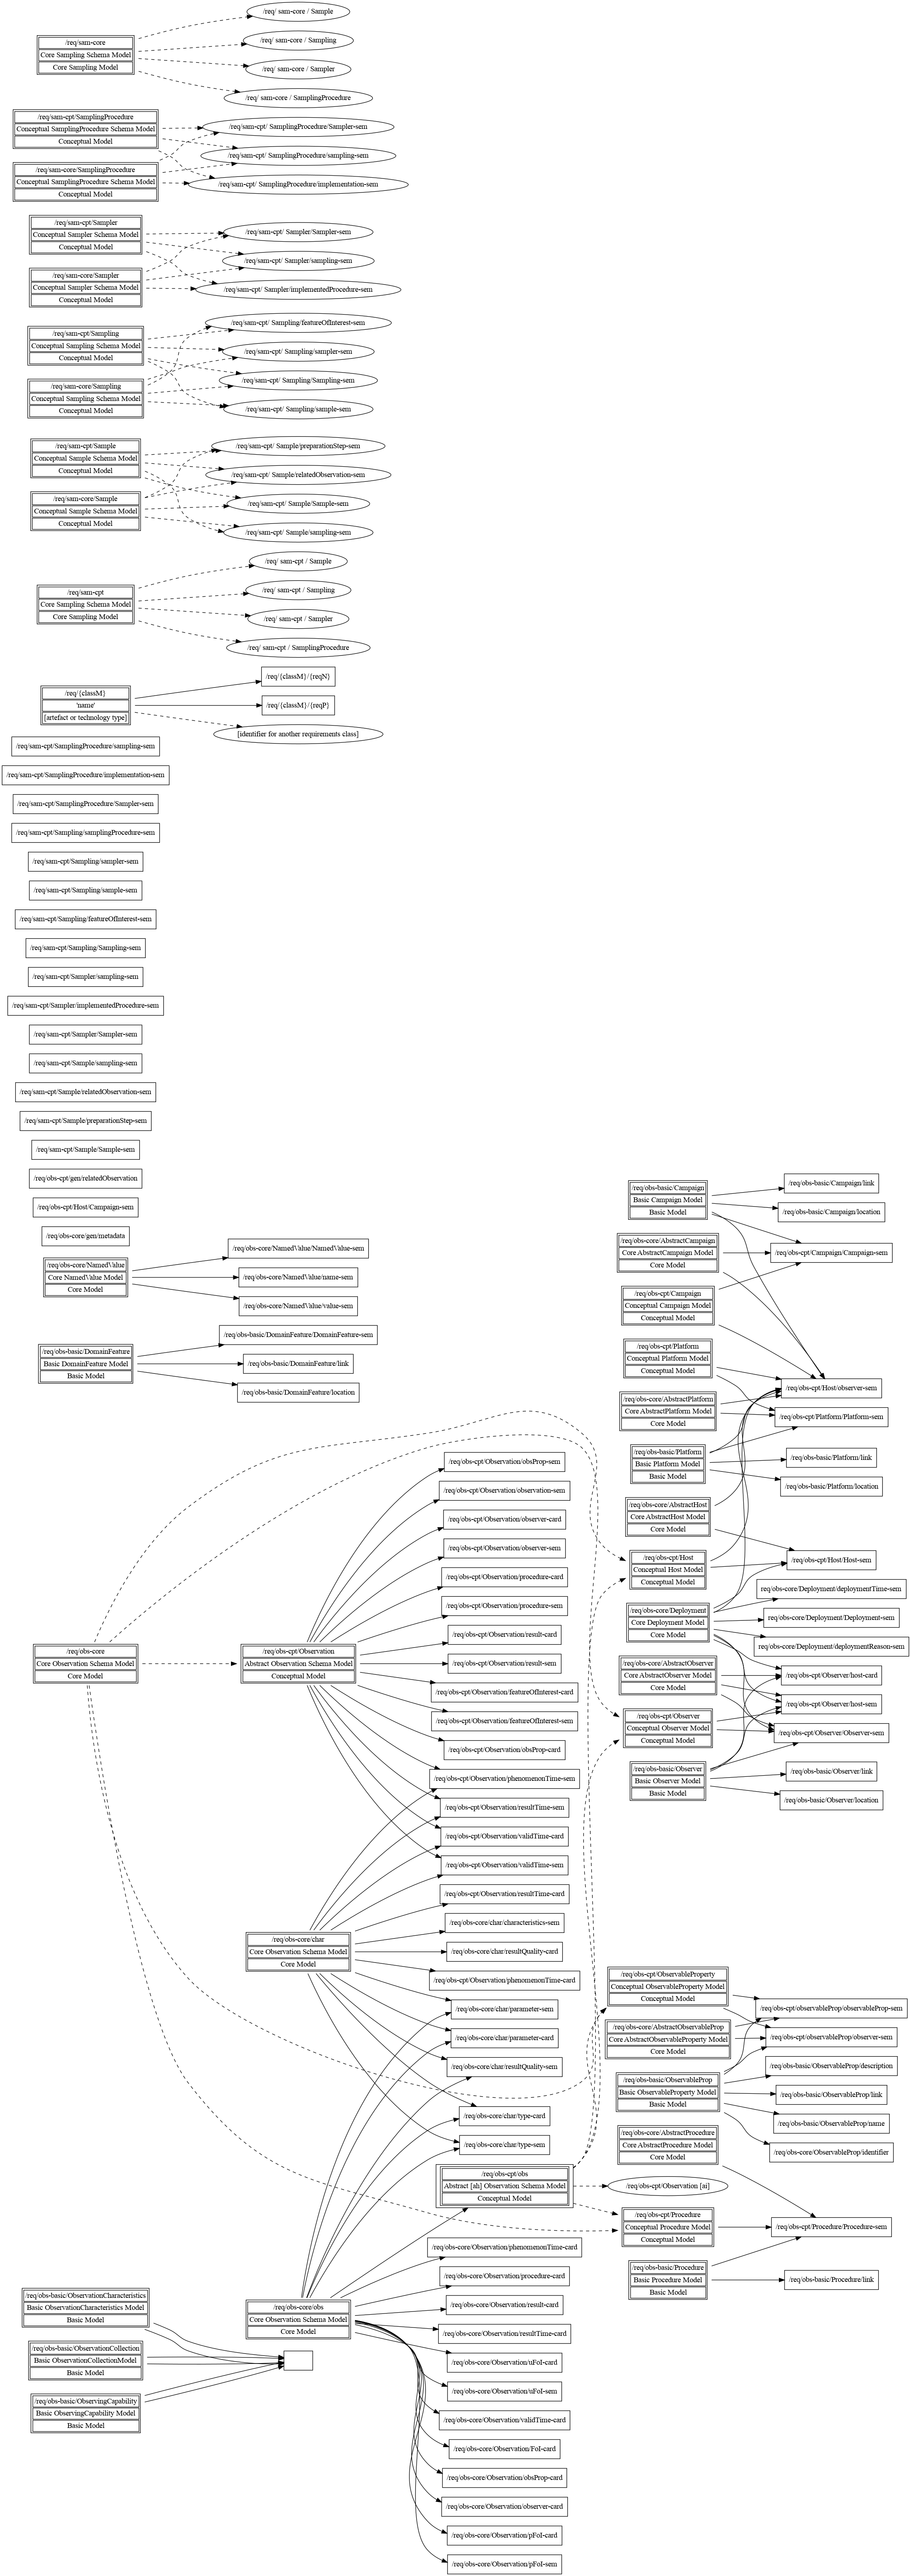 /req/ sam-core / Sample
/req/sam-core
Core Sampling Schema Model
Core Sampling Model
/req/ sam-core / Sampling
/req/ sam-core / Sampler
/req/ sam-core / SamplingProcedure
/req/sam-cpt/SamplingProcedure
Conceptual SamplingProcedure Schema Model
Conceptual Model
/req/sam-core/SamplingProcedure
Conceptual SamplingProcedure Schema Model
Conceptual Model
/req/sam-cpt/ SamplingProcedure/Sampler-sem
/req/sam-cpt/ SamplingProcedure/sampling-sem
/req/sam-cpt/ SamplingProcedure/implementation-sem
/req/sam-cpt/Sampler
Conceptual Sampler Schema Model
Conceptual Model
/req/sam-core/Sampler
Conceptual Sampler Schema Model
Conceptual Model
/req/sam-cpt/ Sampler/Sampler-sem
/req/sam-cpt/ Sampler/sampling-sem
/req/sam-cpt/ Sampler/implementedProcedure-sem
/req/sam-cpt/Sampling
Conceptual Sampling Schema Model
Conceptual Model
/req/sam-core/Sampling
Conceptual Sampling Schema Model
Conceptual Model
/req/sam-cpt/ Sampling/featureOfInterest-sem
/req/sam-cpt/ Sampling/sampler-sem
/req/sam-cpt/ Sampling/Sampling-sem
/req/sam-cpt/ Sampling/sample-sem
/req/sam-cpt/Sample
Conceptual Sample Schema Model
Conceptual Model
/req/sam-core/Sample
Conceptual Sample Schema Model
Conceptual Model
/req/sam-cpt/ Sample/preparationStep-sem
/req/sam-cpt/ Sample/relatedObservation-sem
/req/sam-cpt/ Sample/Sample-sem
/req/sam-cpt/ Sample/sampling-sem
/req/sam-cpt
Core Sampling Schema Model
Core Sampling Model
/req/ sam-cpt / Sample
/req/ sam-cpt / Sampling
/req/ sam-cpt / Sampler
/req/ sam-cpt / SamplingProcedure
/req/{classM}
'name'
[artefact or technology type]
/req/{classM}/{reqN}
/req/{classM}/{reqP}
[identifier for another requirements class]
/req/sam-cpt/SamplingProcedure/sampling-sem
/req/sam-cpt/SamplingProcedure/implementation-sem
/req/sam-cpt/SamplingProcedure/Sampler-sem
/req/sam-cpt/Sampling/samplingProcedure-sem
/req/sam-cpt/Sampling/sampler-sem
/req/sam-cpt/Sampling/sample-sem
/req/sam-cpt/Sampling/featureOfInterest-sem
/req/sam-cpt/Sampling/Sampling-sem
/req/sam-cpt/Sampler/sampling-sem
/req/sam-cpt/Sampler/implementedProcedure-sem
/req/sam-cpt/Sampler/Sampler-sem
/req/sam-cpt/Sample/sampling-sem
/req/sam-cpt/Sample/relatedObservation-sem
/req/sam-cpt/Sample/preparationStep-sem
/req/sam-cpt/Sample/Sample-sem
/req/obs-cpt/gen/relatedObservation
/req/obs-cpt/Host/Campaign-sem
/req/obs-core/gen/metadata
/req/obs-core/NamedValue
Core NamedValue Model
Core Model
/req/obs-core/NamedValue/NamedValue-sem
/req/obs-core/NamedValue/name-sem
/req/obs-core/NamedValue/value-sem
/req/obs-basic/DomainFeature
Basic DomainFeature Model
Basic Model
/req/obs-basic/DomainFeature/DomainFeature-sem
/req/obs-basic/DomainFeature/link
/req/obs-basic/DomainFeature/location
/req/obs-core
Core Observation Schema Model
Core Model
/req/obs-basic/ObservationCharacteristics
Basic ObservationCharacteristics Model
Basic Model
/req/obs-basic/ObservationCollection
Basic ObservationCollectionModel
Basic Model
/req/obs-basic/ObservingCapability
Basic ObservingCapability Model
Basic Model
/req/obs-cpt/Observation
Abstract Observation Schema Model
Conceptual Model
/req/obs-core/char
Core Observation Schema Model
Core Model
/req/obs-core/obs
Core Observation Schema Model
Core Model
/req/obs-cpt/Observation/obsProp-sem
/req/obs-cpt/Observation/observation-sem
/req/obs-cpt/Observation/observer-card
/req/obs-cpt/Observation/observer-sem
/req/obs-cpt/Observation/procedure-card
/req/obs-cpt/Observation/procedure-sem
/req/obs-cpt/Observation/result-card
/req/obs-cpt/Observation/result-sem
/req/obs-cpt/Observation/featureOfInterest-card
/req/obs-cpt/Observation/featureOfInterest-sem
/req/obs-cpt/Observation/obsProp-card
/req/obs-cpt/Observation/phenomenonTime-sem
/req/obs-cpt/Observation/resultTime-sem
/req/obs-cpt/Observation/validTime-card
/req/obs-cpt/Observation/validTime-sem
/req/obs-cpt/Observation/resultTime-card
/req/obs-core/char/characteristics-sem
/req/obs-core/char/resultQuality-card
/req/obs-cpt/Observation/phenomenonTime-card
/req/obs-core/char/parameter-sem
/req/obs-core/char/parameter-card
/req/obs-core/char/resultQuality-sem
/req/obs-core/char/type-card
/req/obs-core/char/type-sem
/req/obs-cpt/obs
Abstract [ah] Observation Schema Model
Conceptual Model
/req/obs-core/Observation/phenomenonTime-card
/req/obs-core/Observation/procedure-card
/req/obs-core/Observation/result-card
/req/obs-core/Observation/resultTime-card
/req/obs-core/Observation/uFoI-card
/req/obs-core/Observation/uFoI-sem
/req/obs-core/Observation/validTime-card
/req/obs-core/Observation/FoI-card
/req/obs-core/Observation/obsProp-card
/req/obs-core/Observation/observer-card
/req/obs-core/Observation/pFoI-card
/req/obs-core/Observation/pFoI-sem
/req/obs-basic/Campaign
Basic Campaign Model
Basic Model
/req/obs-core/AbstractCampaign
Core AbstractCampaign Model
Core Model
/req/obs-cpt/Campaign
Conceptual Campaign Model
Conceptual Model
/req/obs-cpt/Platform
Conceptual Platform Model
Conceptual Model
/req/obs-core/AbstractPlatform
Core AbstractPlatform Model
Core Model
/req/obs-basic/Platform
Basic Platform Model
Basic Model
/req/obs-core/AbstractHost
Core AbstractHost Model
Core Model
/req/obs-cpt/Host
Conceptual Host Model
Conceptual Model
/req/obs-core/Deployment
Core Deployment Model
Core Model
/req/obs-core/AbstractObserver
Core AbstractObserver Model
Core Model
/req/obs-cpt/Observer
Conceptual Observer Model
Conceptual Model
/req/obs-basic/Observer
Basic Observer Model
Basic Model
/req/obs-cpt/ObservableProperty
Conceptual ObservableProperty Model
Conceptual Model
/req/obs-core/AbstractObservableProp
Core AbstractObservableProperty Model
Core Model
/req/obs-basic/ObservableProp
Basic ObservableProperty Model
Basic Model
/req/obs-core/AbstractProcedure
Core AbstractProcedure Model
Core Model
/req/obs-cpt/Observation [ai]
/req/obs-cpt/Procedure
Conceptual Procedure Model
Conceptual Model
/req/obs-basic/Procedure
Basic Procedure Model
Basic Model
/req/obs-basic/Campaign/link
/req/obs-basic/Campaign/location
/req/obs-cpt/Campaign/Campaign-sem
/req/obs-cpt/Host/observer-sem
/req/obs-cpt/Platform/Platform-sem
/req/obs-basic/Platform/link
/req/obs-basic/Platform/location
/req/obs-cpt/Host/Host-sem
req/obs-core/Deployment/deploymentTime-sem
req/obs-core/Deployment/Deployment-sem
req/obs-core/Deployment/deploymentReason-sem
/req/obs-cpt/Observer/host-card
/req/obs-cpt/Observer/host-sem
/req/obs-cpt/Observer/Observer-sem
/req/obs-basic/Observer/link
/req/obs-basic/Observer/location
/req/obs-cpt/observableProp/observableProp-sem
/req/obs-cpt/observableProp/observer-sem
/req/obs-basic/ObservableProp/description
/req/obs-basic/ObservableProp/link
/req/obs-basic/ObservableProp/name
/req/obs-core/ObservableProp/identifier
/req/obs-cpt/Procedure/Procedure-sem
/req/obs-basic/Procedure/link